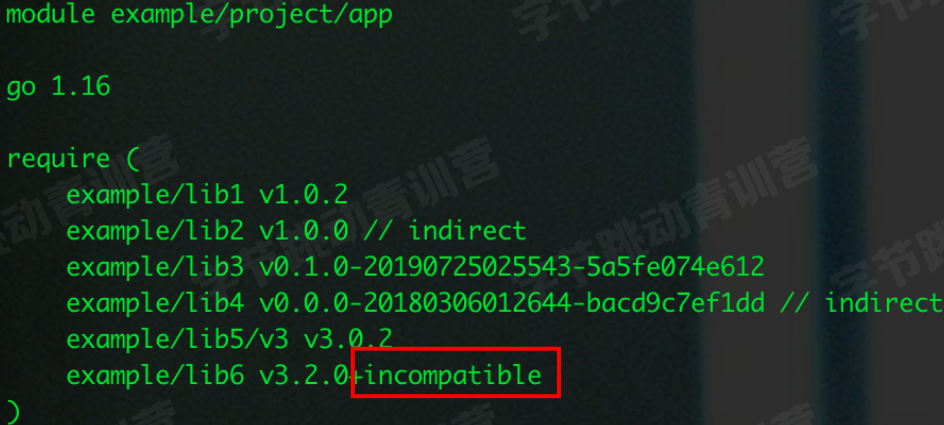 module example/project/app
go 1.16
require (
example/lib1 v1.0.2
example/lib2 v1.0.0 // indirect
example/lib3 v0.1.0-20190725025543-5a5fe074e612
example/lib4 v0.0.0-20180306012644-bacd9c7ef1dd // indirect
example/lib5/v3 v3.0.2
example/lib6 v3.2.0+incompatible
)
字节跳动青训营